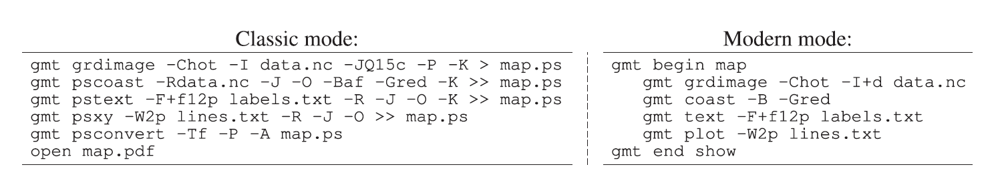 Classic mode:
gmt grdimage -Chot -I data.nc -JQ15c -P -K > map.ps
gmt pscoast -Rdata.nc -J -O -Baf -Gred -K >> map.ps
gmt pstext -F+f12p labels.txt -R -J -O -K >> map.ps
gmt psxy -W2p lines.txt -R -J -O >> map.ps
gmt psconvert -Tf -P -A map.ps
open map.pdf
Modern mode:
gmt begin map
gmt grdimage -Chot -I+d data.nc
gmt coast -B -Gred
gmt text -F+f12p labels.txt
gmt plot -W2p lines.txt
gmt end show